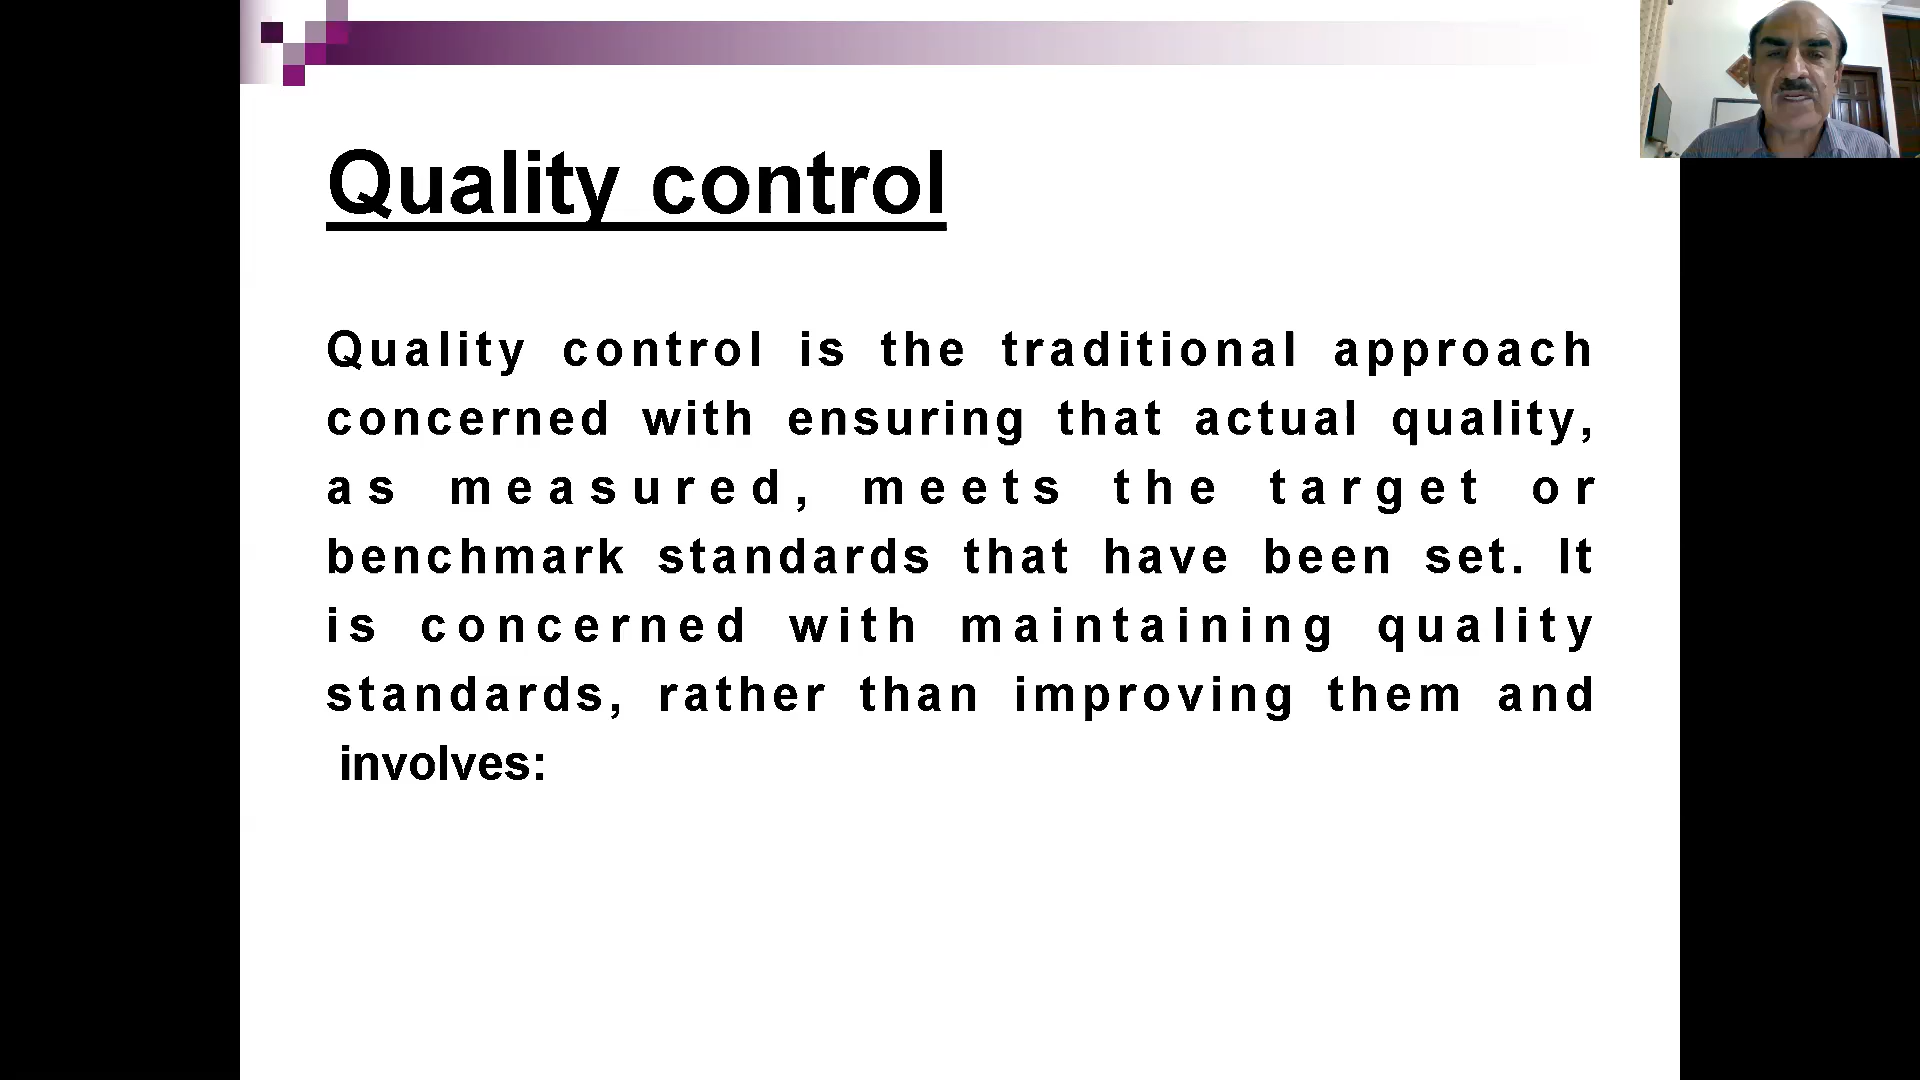 Quality control
Quality control is the traditional approach
concerned with ensuring that actual quality,
as measured, meets the target or
benchmark standards that have been set. It
is concerned with maintaining quality
standards, rather than improving them and
involves: